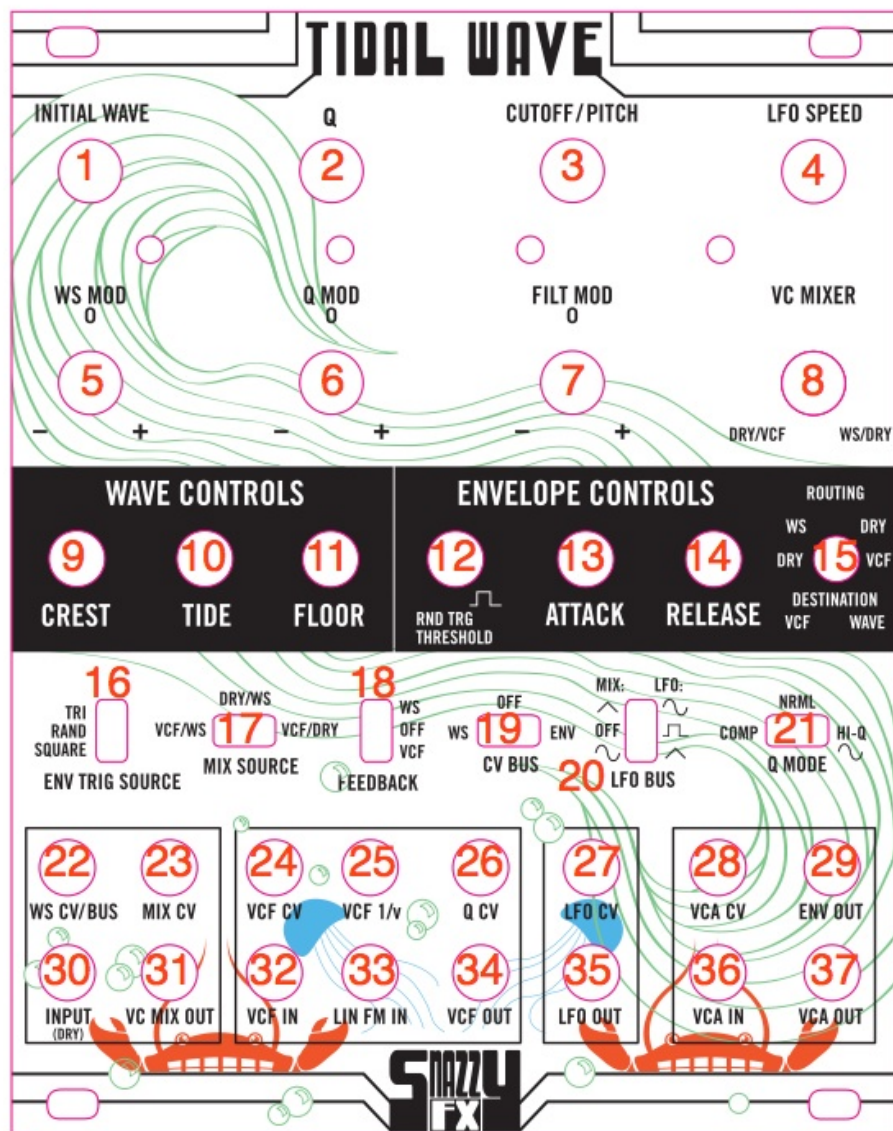 TIDAL WAVE
INITIAL WAVE Q CUTOFF/PITCH LFO SPEED
1 2 3 4
WS MOD Q MOD FILT MOD VC MIXER
0 0 0
5 6 7 8
− + − + − + DRY/VCF WS/DRY
WAVE CONTROLS ENVELOPE CONTROLS ROUTING
WS DRY
9 10 11 12 13 14 DRY 15 VCF
CREST TIDE FLOOR RND TRG THRESHOLD ATTACK RELEASE
DESTINATION
VCF WAVE
16
TRI
RAND
SQUARE
ENV TRIG SOURCE
DRY/WS
VCF/WS 17 VCF/DRY
MIX SOURCE
18
WS
OFF
VCF
FEEDBACK
OFF
WS 19 ENV
CV BUS
MIX: LFO:
OFF
20 LFO BUS
NRML
COMP 21 HI-Q
Q MODE
22 23 24 25 26 27 28 29
WS CV/BUS MIX CV VCF CV VCF 1/v Q CV LFO CV VCA CV ENV OUT
30 31 32 33 34 35 36 37
INPUT VC MIX OUT VCF IN LIN FM IN VCF OUT LFO OUT VCA IN VCA OUT
(DRY)
SNAZZY
FX